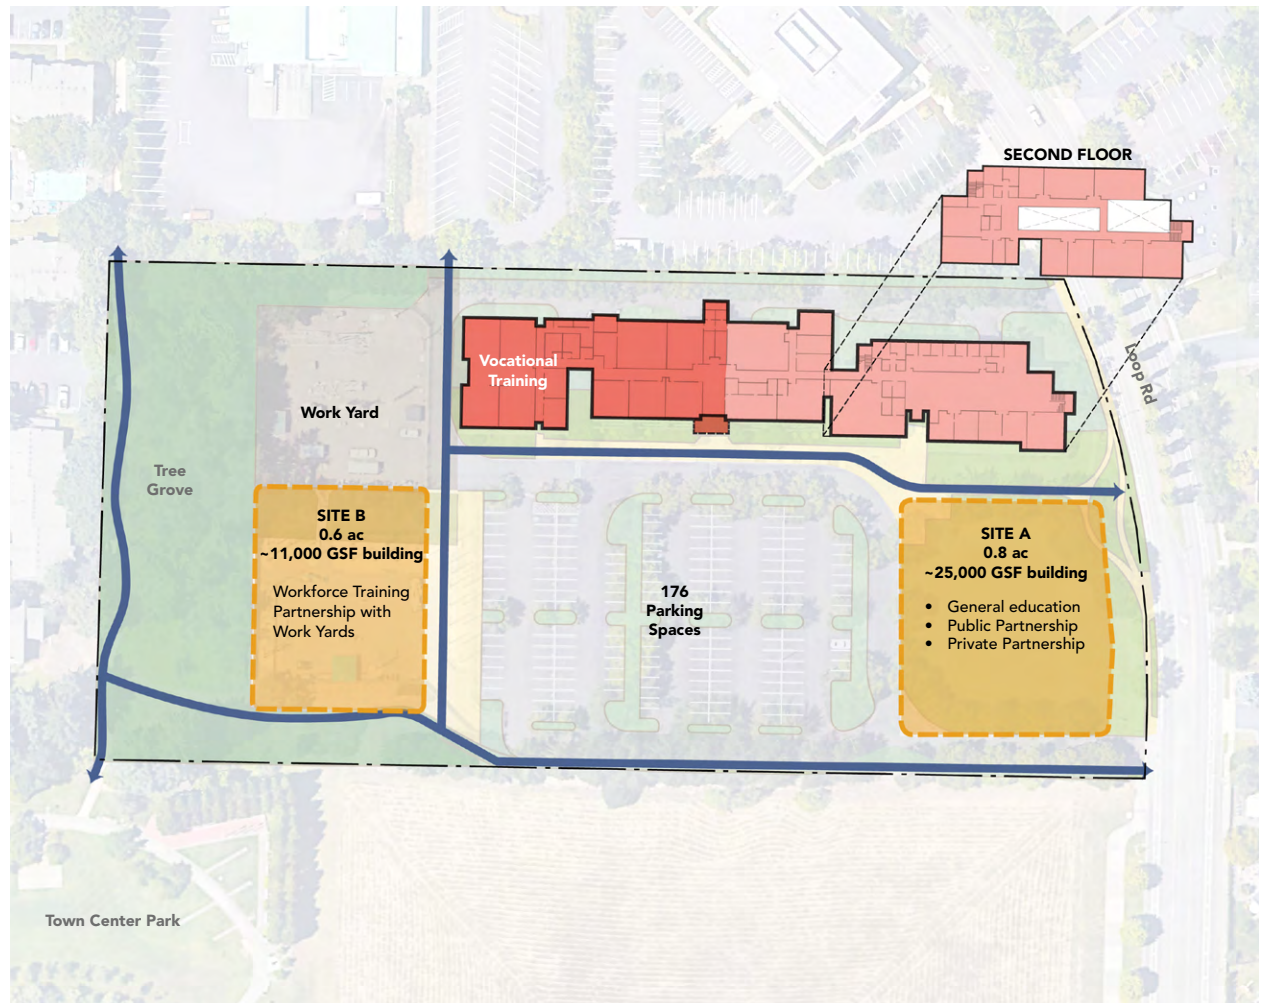 SECOND FLOOR
Loop Rd
Vocational
Training
Work Yard
Tree
Grove
SITE B
0.6 ac
~11,000 GSF building
Workforce Training
Partnership with
Work Yards
176
Parking
Spaces
SITE A
0.8 ac
~25,000 GSF building
• General education
• Public Partnership
• Private Partnership
Town Center Park